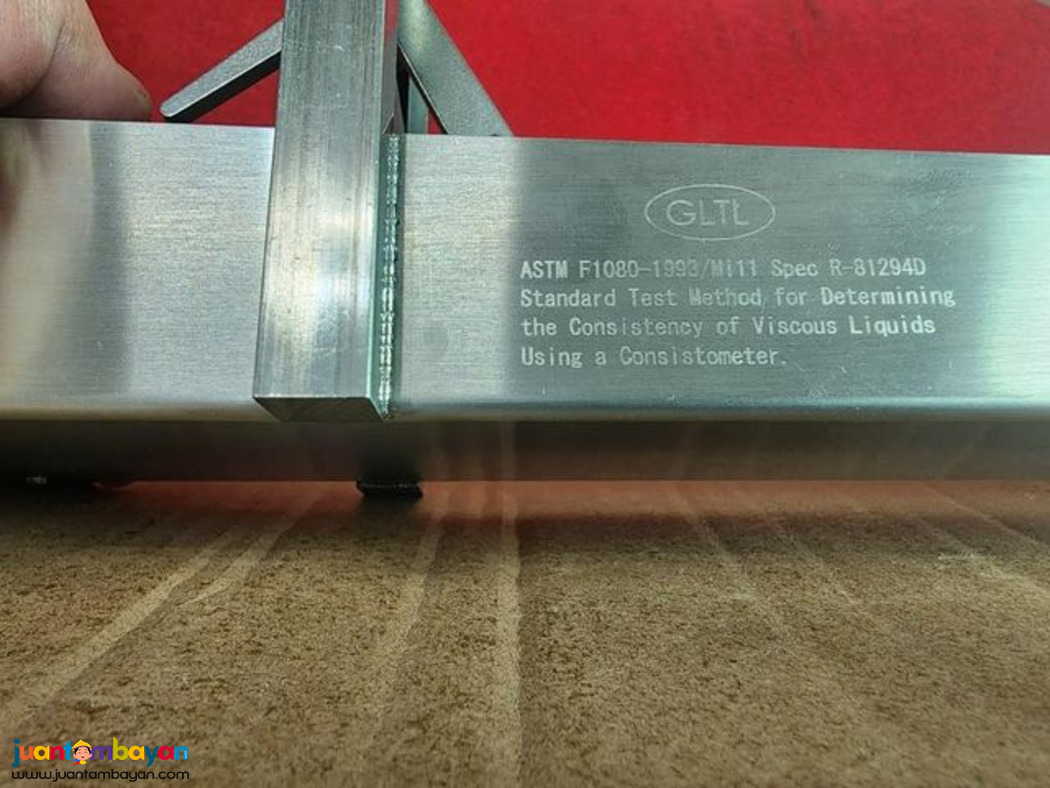 GLTL
ASTM F1080-1993/Mil1 Spec R-81294D
Standard Test Method for Determining
the Consistency of Viscous Liquids
Using a Consistometer.
juantambayan
www.juantambayan.com